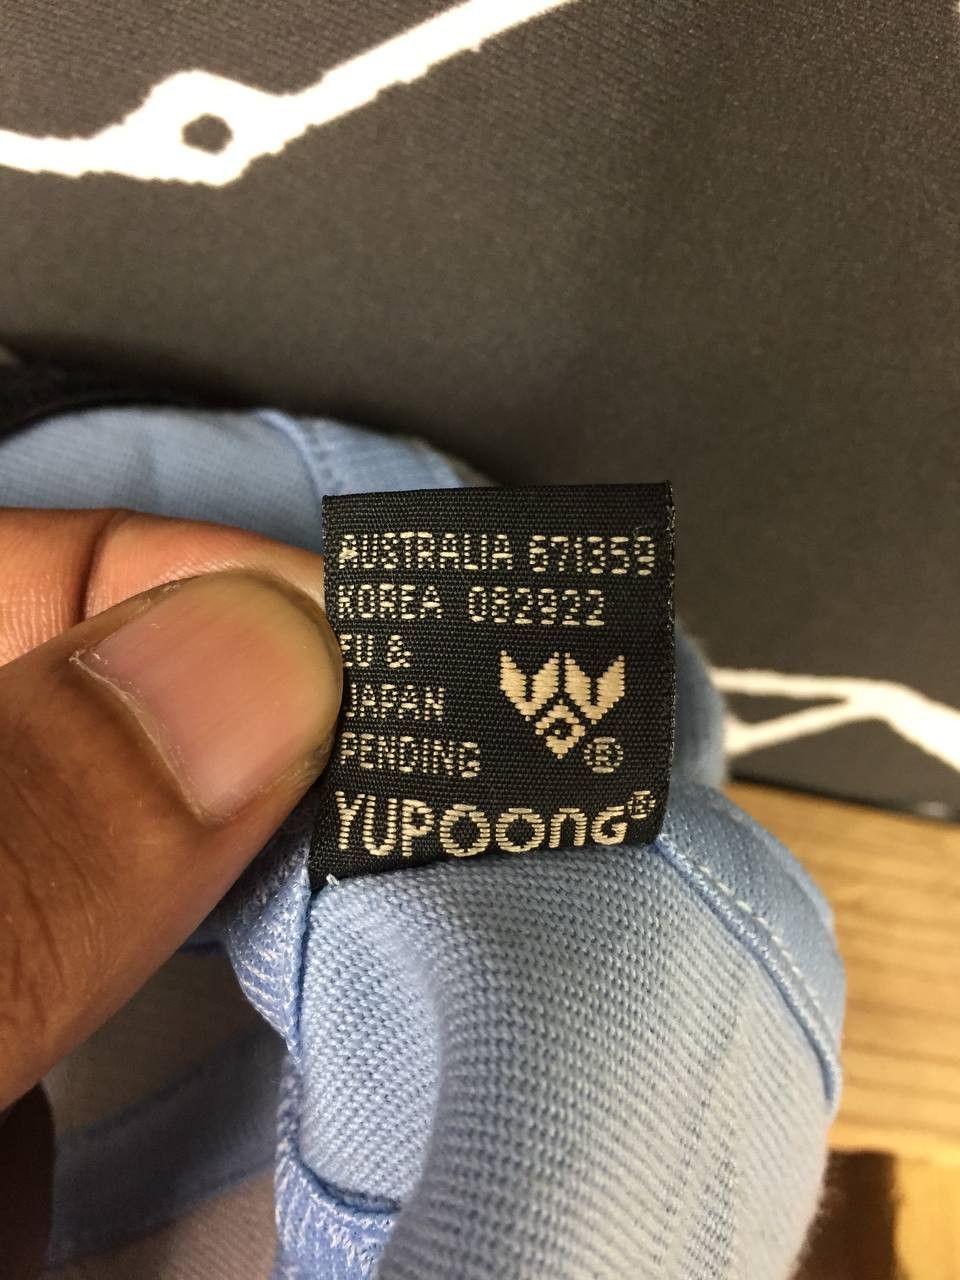 AUSTRALIA 671359
KOREA 082922
EU &
JAPAN
PENDING
®
YUPOONG®